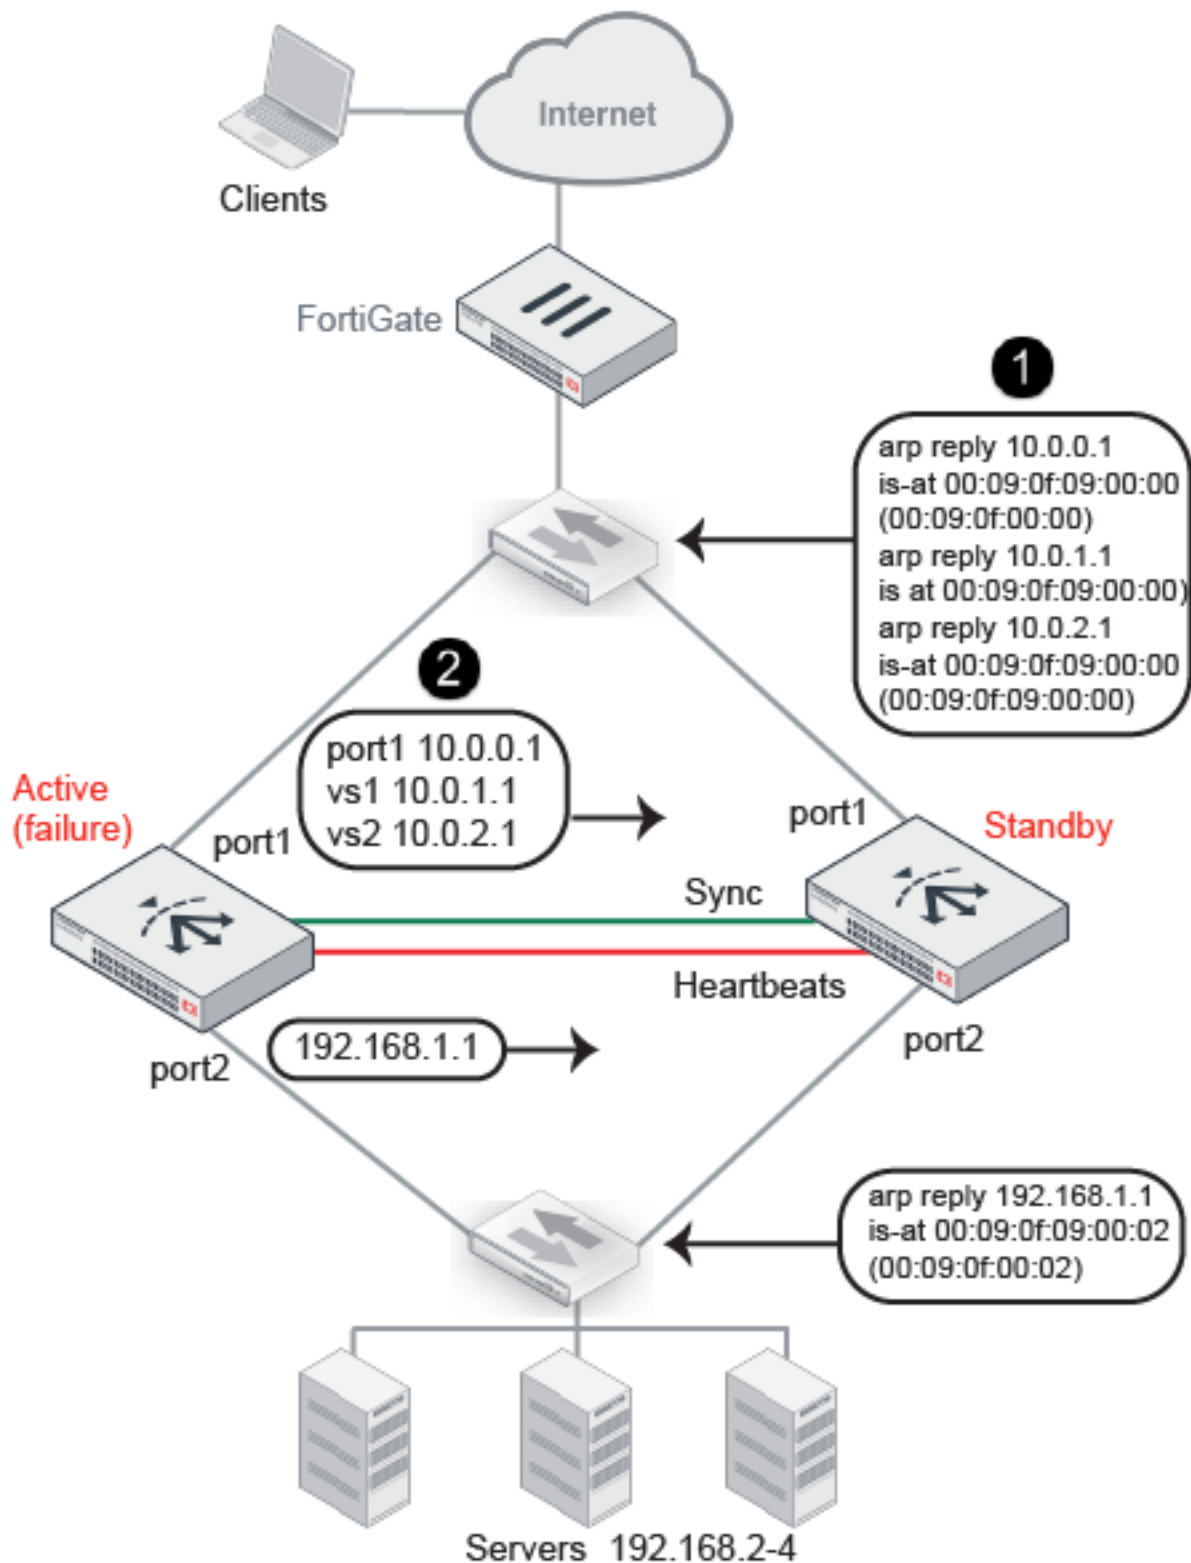 Internet
Clients
FortiGate
1
arp reply 10.0.0.1
is-at 00:09:0f:09:00:00
(00:09:0f:00:00)
arp reply 10.0.1.1
is at 00:09:0f:09:00:00)
arp reply 10.0.2.1
is-at 00:09:0f:09:00:00
(00:09:0f:09:00:00)
2
port1 10.0.0.1
vs1 10.0.1.1
vs2 10.0.2.1
Active
(failure)
port1
port1
Standby
Sync
Heartbeats
192.168.1.1
port2
port2
arp reply 192.168.1.1
is-at 00:09:0f:09:00:02
(00:09:0f:00:02)
Servers 192.168.2-4